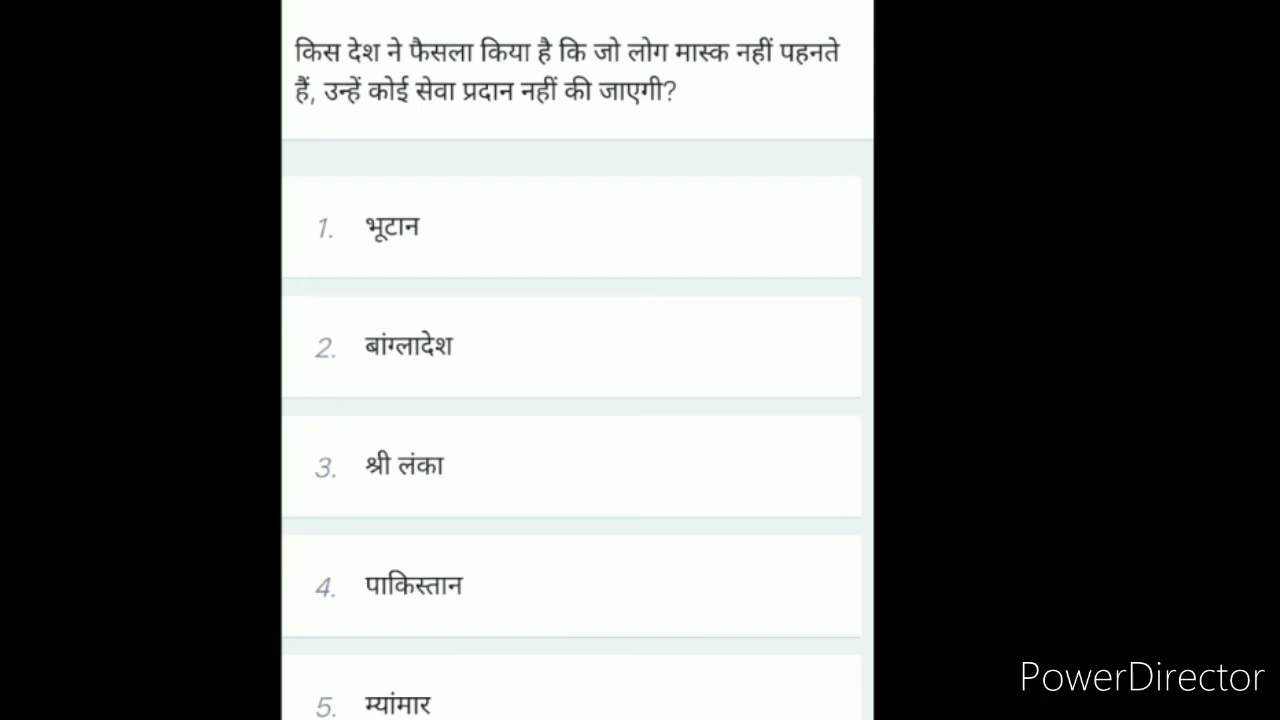 किस देश ने फैसला किया है कि जो लोग मास्क नहीं पहनते
हैं, उन्हें कोई सेवा प्रदान नहीं की जाएगी?
1. भूटान
2. बांग्लादेश
3. श्री लंका
4. पाकिस्तान
5. म्यांमार
PowerDirector